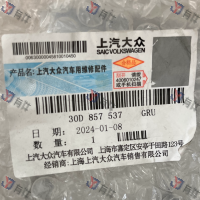 上汽大众
SAIC VOLKSWAGEN
产品名: 上汽大众汽车用维修配件
30D 857 537 GRU
日期: 2024-01-08
数量: 1
上汽大众汽车有限公司 上海市嘉定区安亭于田路123号
经销商: 上海上汽大众汽车销售有限公司